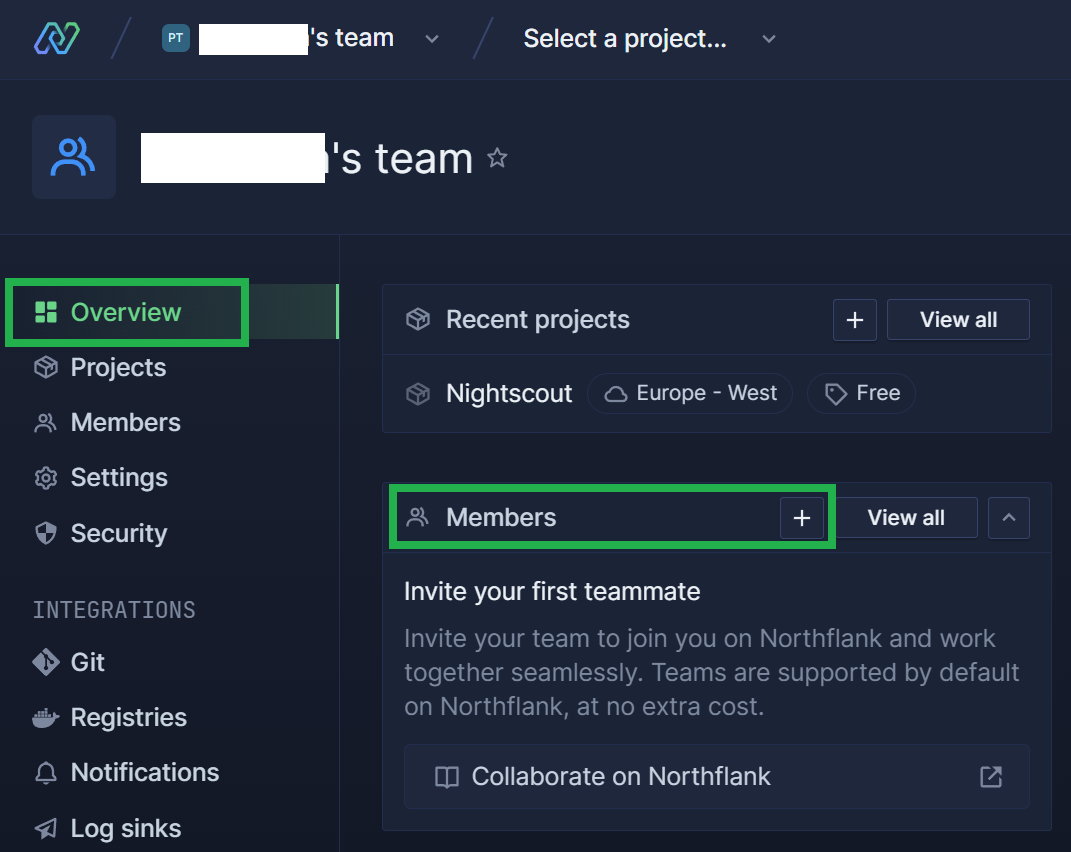 PT 's team Select a project...
's team
Overview
Projects
Members
Settings
Security
INTEGRATIONS
Git
Registries
Notifications
Log sinks
Recent projects View all
Nightscout Europe - West Free
Members View all
Invite your first teammate
Invite your team to join you on Northflank and work
together seamlessly. Teams are supported by default
on Northflank, at no extra cost.
Collaborate on Northflank